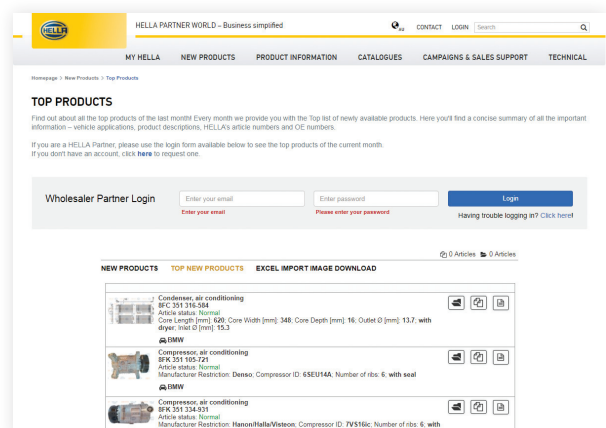 HELLA
HELLA PARTNER WORLD – Business simplified
CONTACT LOGIN Search
MY HELLA NEW PRODUCTS PRODUCT INFORMATION CATALOGUES CAMPAIGNS & SALES SUPPORT TECHNICAL
Homepage > New Products > Top Products
TOP PRODUCTS
Find out about all the top products of the last month! Every month we provide you with the Top list of newly available products. Here you'll find a concise summary of all the important
information – vehicle applications, product descriptions, HELLA's article numbers and OE numbers.
If you are a HELLA Partner, please use the login form available below to see the top products of the current month.
If you don't have an account, click here to request one.
Wholesaler Partner Login Enter your email Enter password Login
Enter your email Please enter your password Having trouble logging in? Click here!
0 Articles 0 Articles
NEW PRODUCTS TOP NEW PRODUCTS EXCEL IMPORT IMAGE DOWNLOAD
Condenser, air conditioning
8FC 351 316-584
Article status: Normal
Core Length [mm]: 620; Core Width [mm]: 348; Core Depth [mm]: 16; Outlet Ø [mm]: 13.7; with
dryer; Inlet Ø [mm]: 15.3
BMW
Compressor, air conditioning
8FK 351 105-721
Article status: Normal
Manufacturer Restriction: Denso; Compressor ID: 6SEU14A; Number of ribs: 6; with seal
BMW
Compressor, air conditioning
8FK 351 334-931
Article status: Normal
Manufacturer Restriction: Hanon/Halla/Visteon; Compressor ID: 7VS16Ic; Number of ribs: 6; with